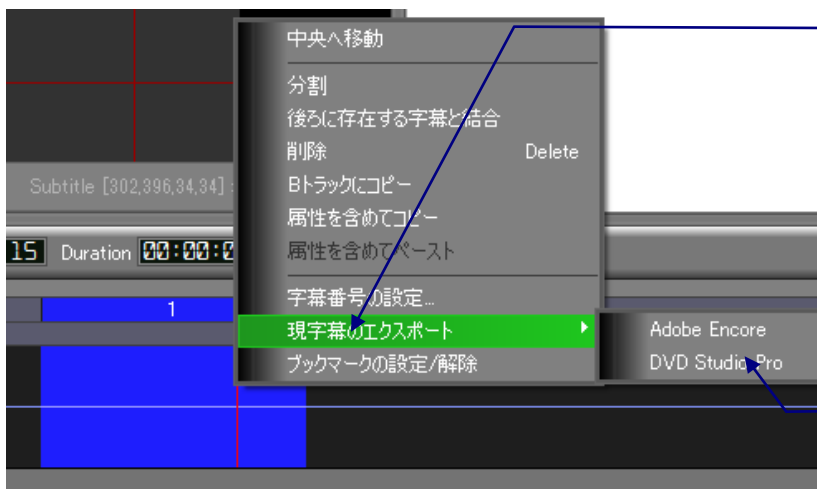 中央へ移動
分割
後ろに存在する字幕と結合
削除 Delete
Bトラックにコピー
属性を含めてコピー
属性を含めてペースト
Subtitle [302,396,34,34]
15 Duration 00:00:0
字幕番号の設定...
1
現字幕のエクスポート
Adobe Encore
ブックマークの設定/解除
DVD Studio Pro